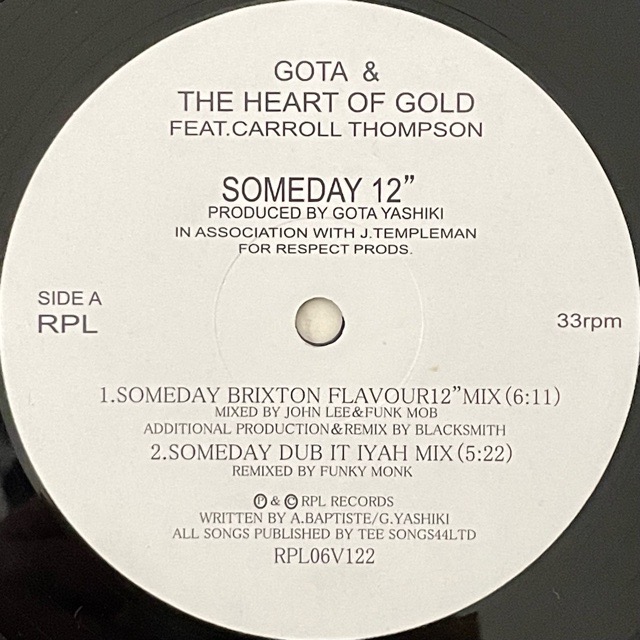 GOTA &
THE HEART OF GOLD
FEAT.CARROLL THOMPSON
SOMEDAY 12”
PRODUCED BY GOTA YASHIKI
IN ASSOCIATION WITH J.TEMPLEMAN
FOR RESPECT PRODS.
SIDE A
RPL
33rpm
1.SOMEDAY BRIXTON FLAVOUR12”MIX(6:11)
MIXED BY JOHN LEE&FUNK MOB
ADDITIONAL PRODUCTION&REMIX BY BLACKSMITH
2.SOMEDAY DUB IT IYAH MIX(5:22)
REMIXED BY FUNKY MONK
℗ & © RPL RECORDS
WRITTEN BY A.BAPTISTE/G.YASHIKI
ALL SONGS PUBLISHED BY TEE SONGS44LTD
RPL06V122